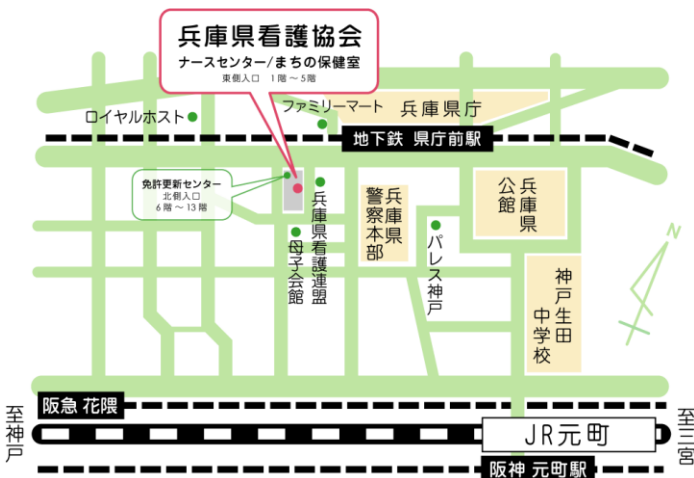 兵庫県看護協会
ナースセンター/まちの保健室
東側入口 1階～5階
ファミリーマート
兵庫県庁
ロイヤルホスト
地下鉄 県庁前駅
免許更新センター
北側入口
6階～13階
兵庫県看護連盟
母子会館
兵庫県
警察本部
パレス神戸
兵庫県
公館
神戸生田
中学校
N
阪急 花隈
至神戸
JR元町
至三宮
阪神 元町駅